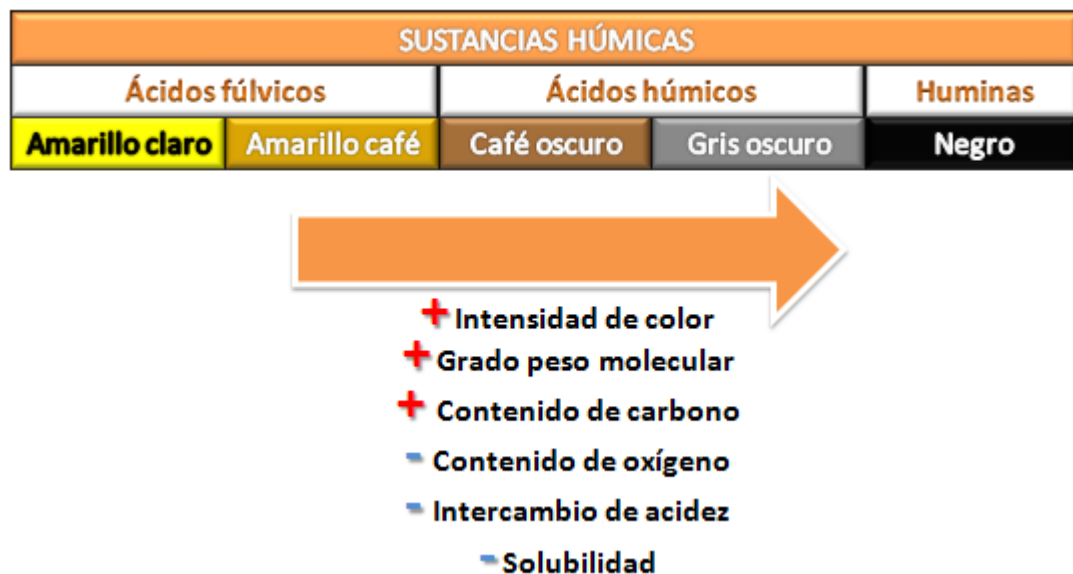 SUSTANCIAS HÚMICAS
Ácidos fúlvicos Ácidos húmicos Huminas
Amarillo claro Amarillo café Café oscuro Gris oscuro Negro
+ Intensidad de color
+ Grado peso molecular
+ Contenido de carbono
- Contenido de oxígeno
- Intercambio de acidez
- Solubilidad